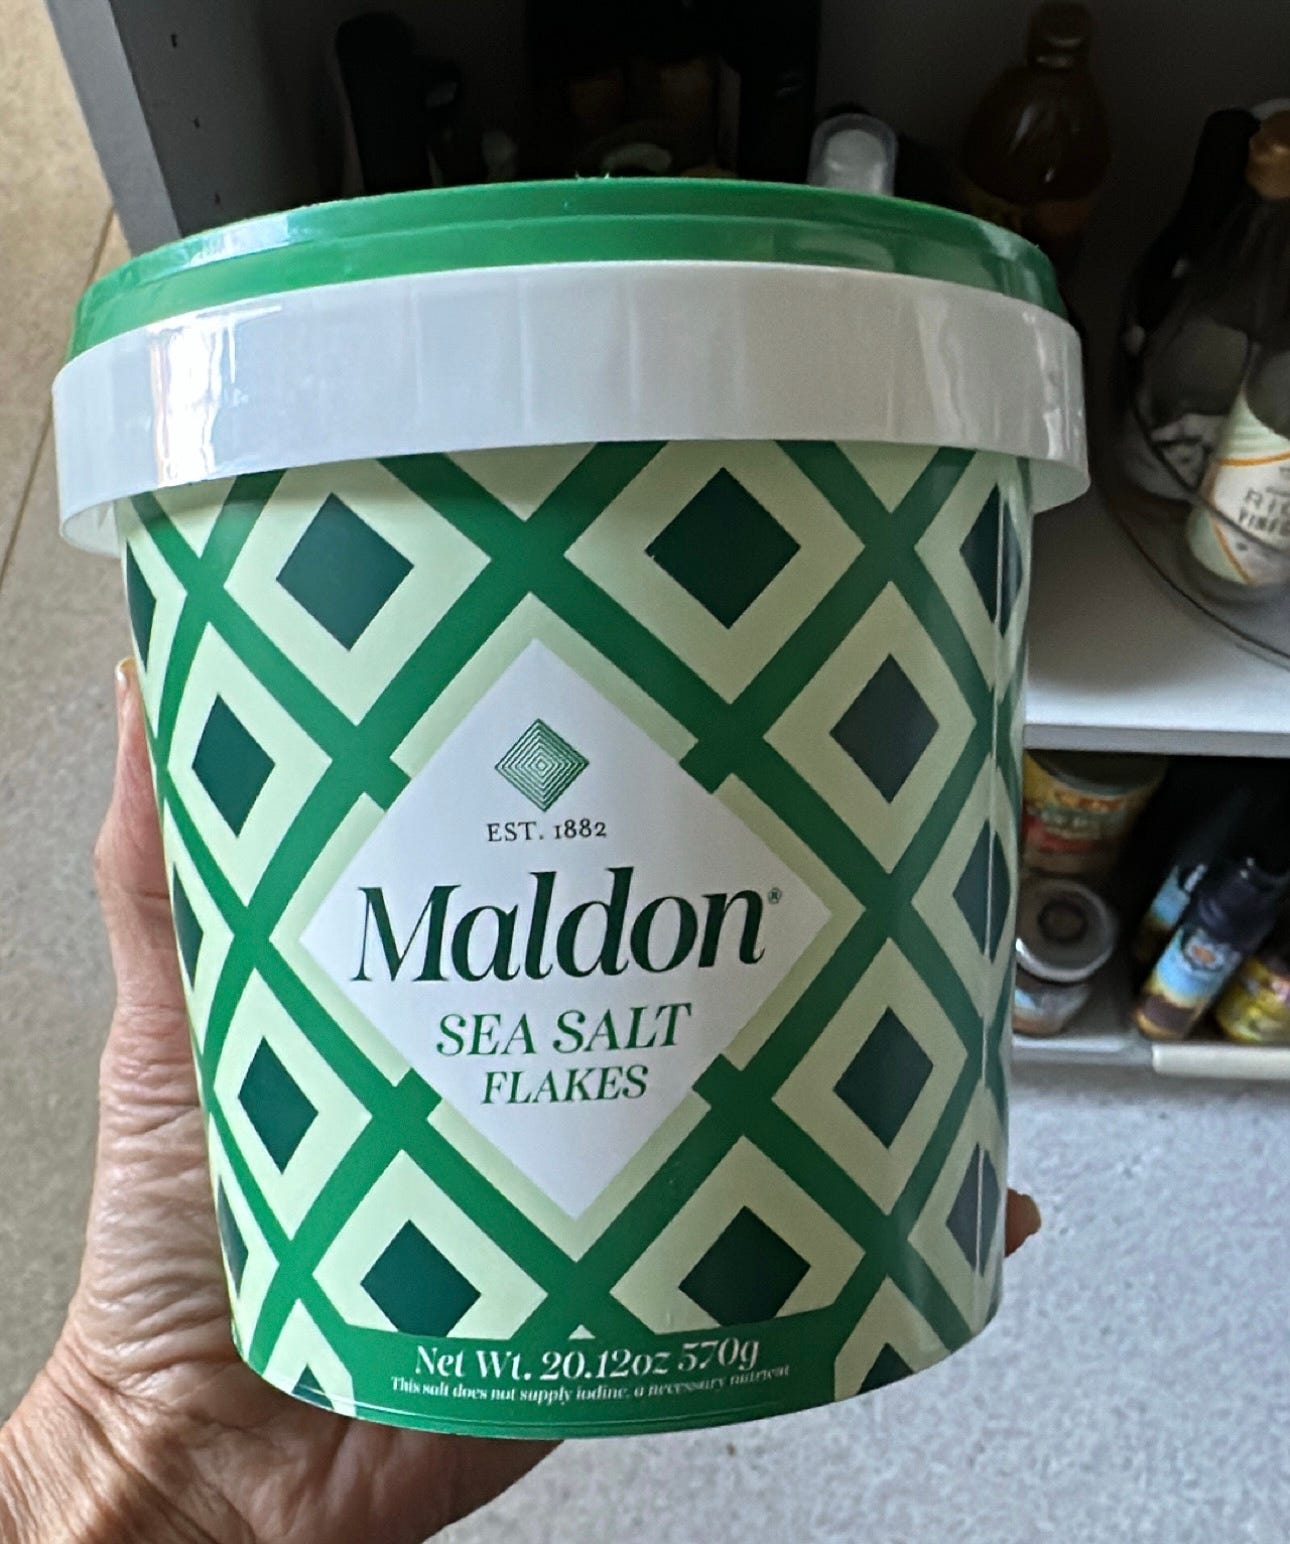 EST. 1882
Maldon®
SEA SALT
FLAKES
Net Wt. 20.12oz 570g
This salt does not supply iodine, a necessary nutrient